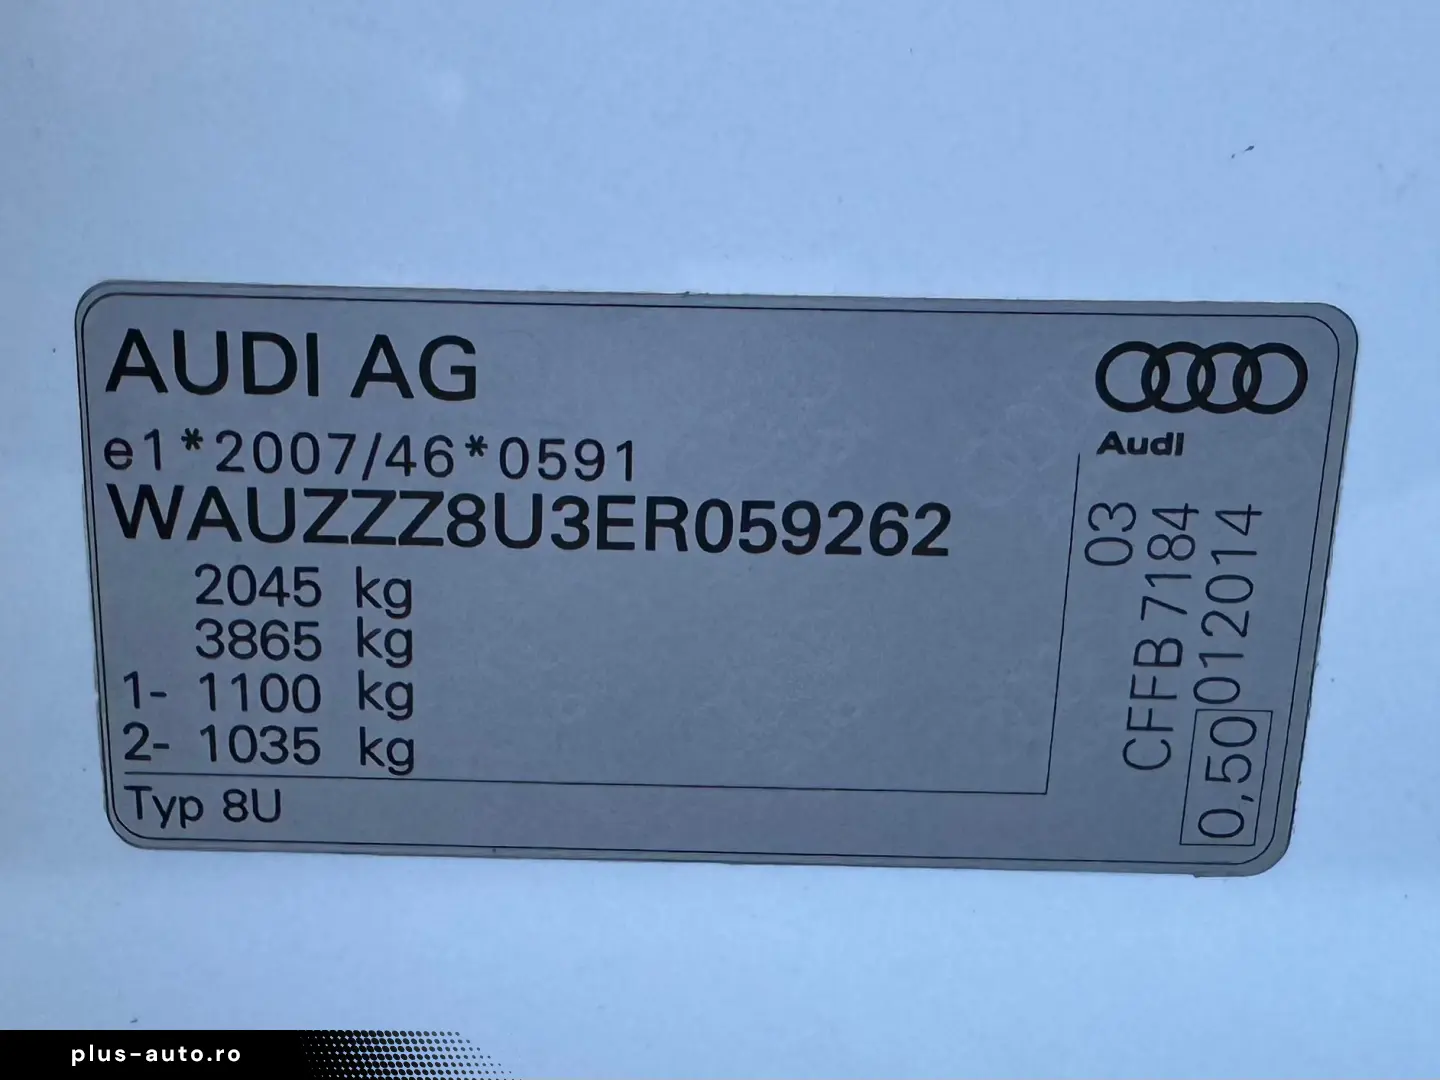 AUDI AG
e1*2007/46*0591
WAUZZZ8U3ER059262
2045 kg
3865 kg
1- 1100 kg
2- 1035 kg
Typ 8U
Audi
03
CFFB 7184
0,50 012014
plus-auto.ro